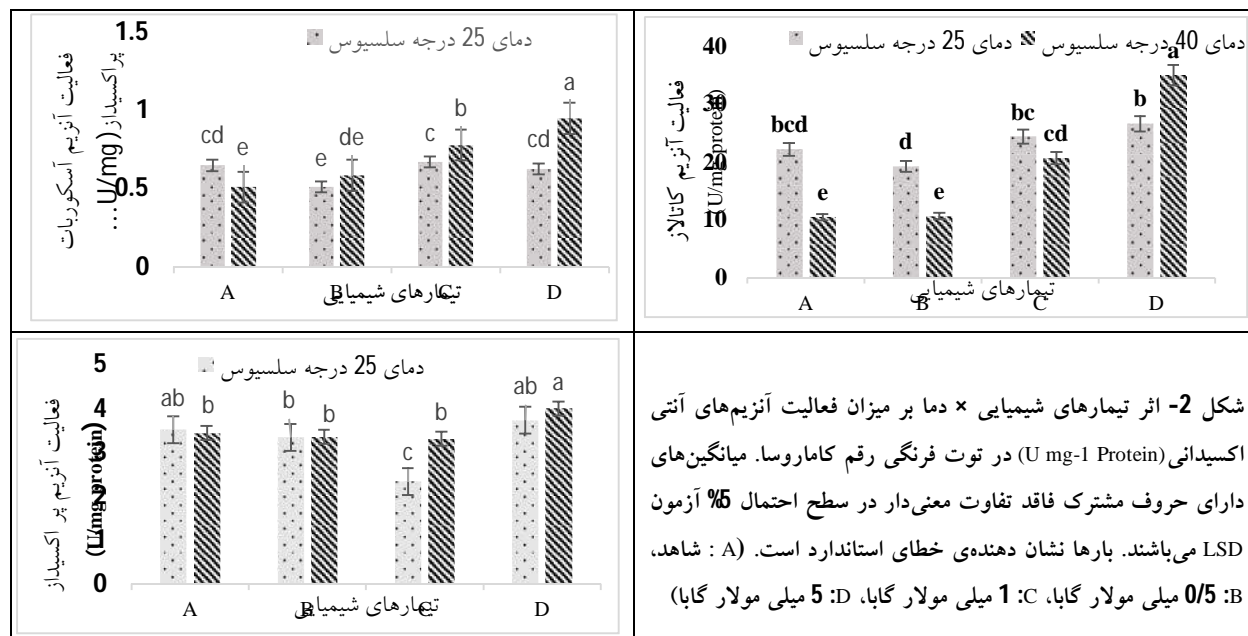 فعالیت آنزیم آسکوربات
پراکسیداز (U/mg ...
1.5
1
0.5
0
دمای 25 درجه سلسیوس
cd e e de c b cd a
A B C D
تیمارهای شیمیایی
فعالیت آنزیم کاتالاز
(U/mg protein)
40
30
20
10
0
دمای 25 درجه سلسیوس دمای 40 درجه سلسیوس
bcd e d e bc cd b a
A B C D
تیمارهای شیمیایی
فعالیت آنزیم پر اکسیداز
(U/mg protein)
5
4
3
2
1
0
دمای 25 درجه سلسیوس
ab b b b c b ab a
A B C D
تیمارهای شیمیایی
شکل 2- اثر تیمارهای شیمیایی × دما بر میزان فعالیت آنزیم‌های آنتی
اکسیدانی(U mg-1 Protein) در توت فرنگی رقم کاماروسا. میانگین‌های
دارای حروف مشترک فاقد تفاوت معنی‌دار در سطح احتمال 5% آزمون
LSD می‌باشند. بارها نشان دهنده‌ی خطای استاندارد است. (A : شاهد،
B: 0/5 میلی مولار گابا، C: 1 میلی مولار گابا، D: 5 میلی مولار گابا)